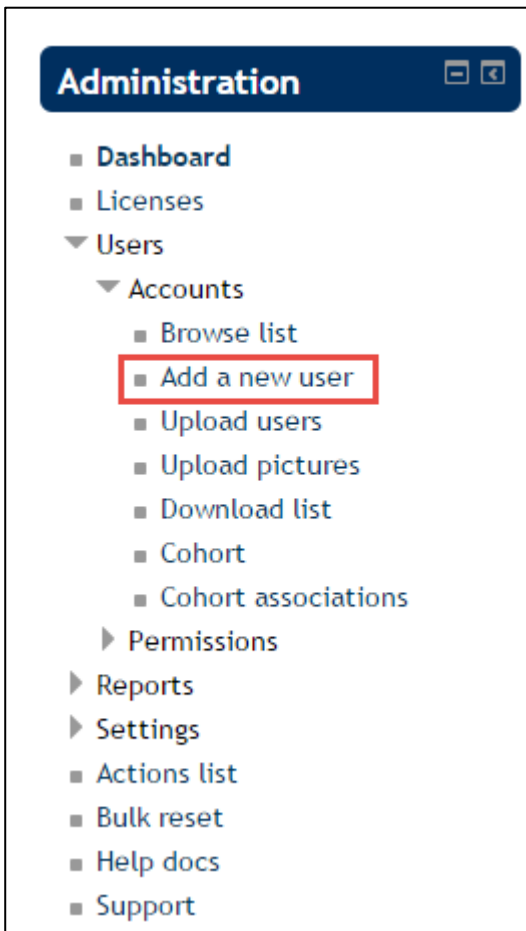 Administration
Dashboard
Licenses
Users
Accounts
Browse list
Add a new user
Upload users
Upload pictures
Download list
Cohort
Cohort associations
Permissions
Reports
Settings
Actions list
Bulk reset
Help docs
Support